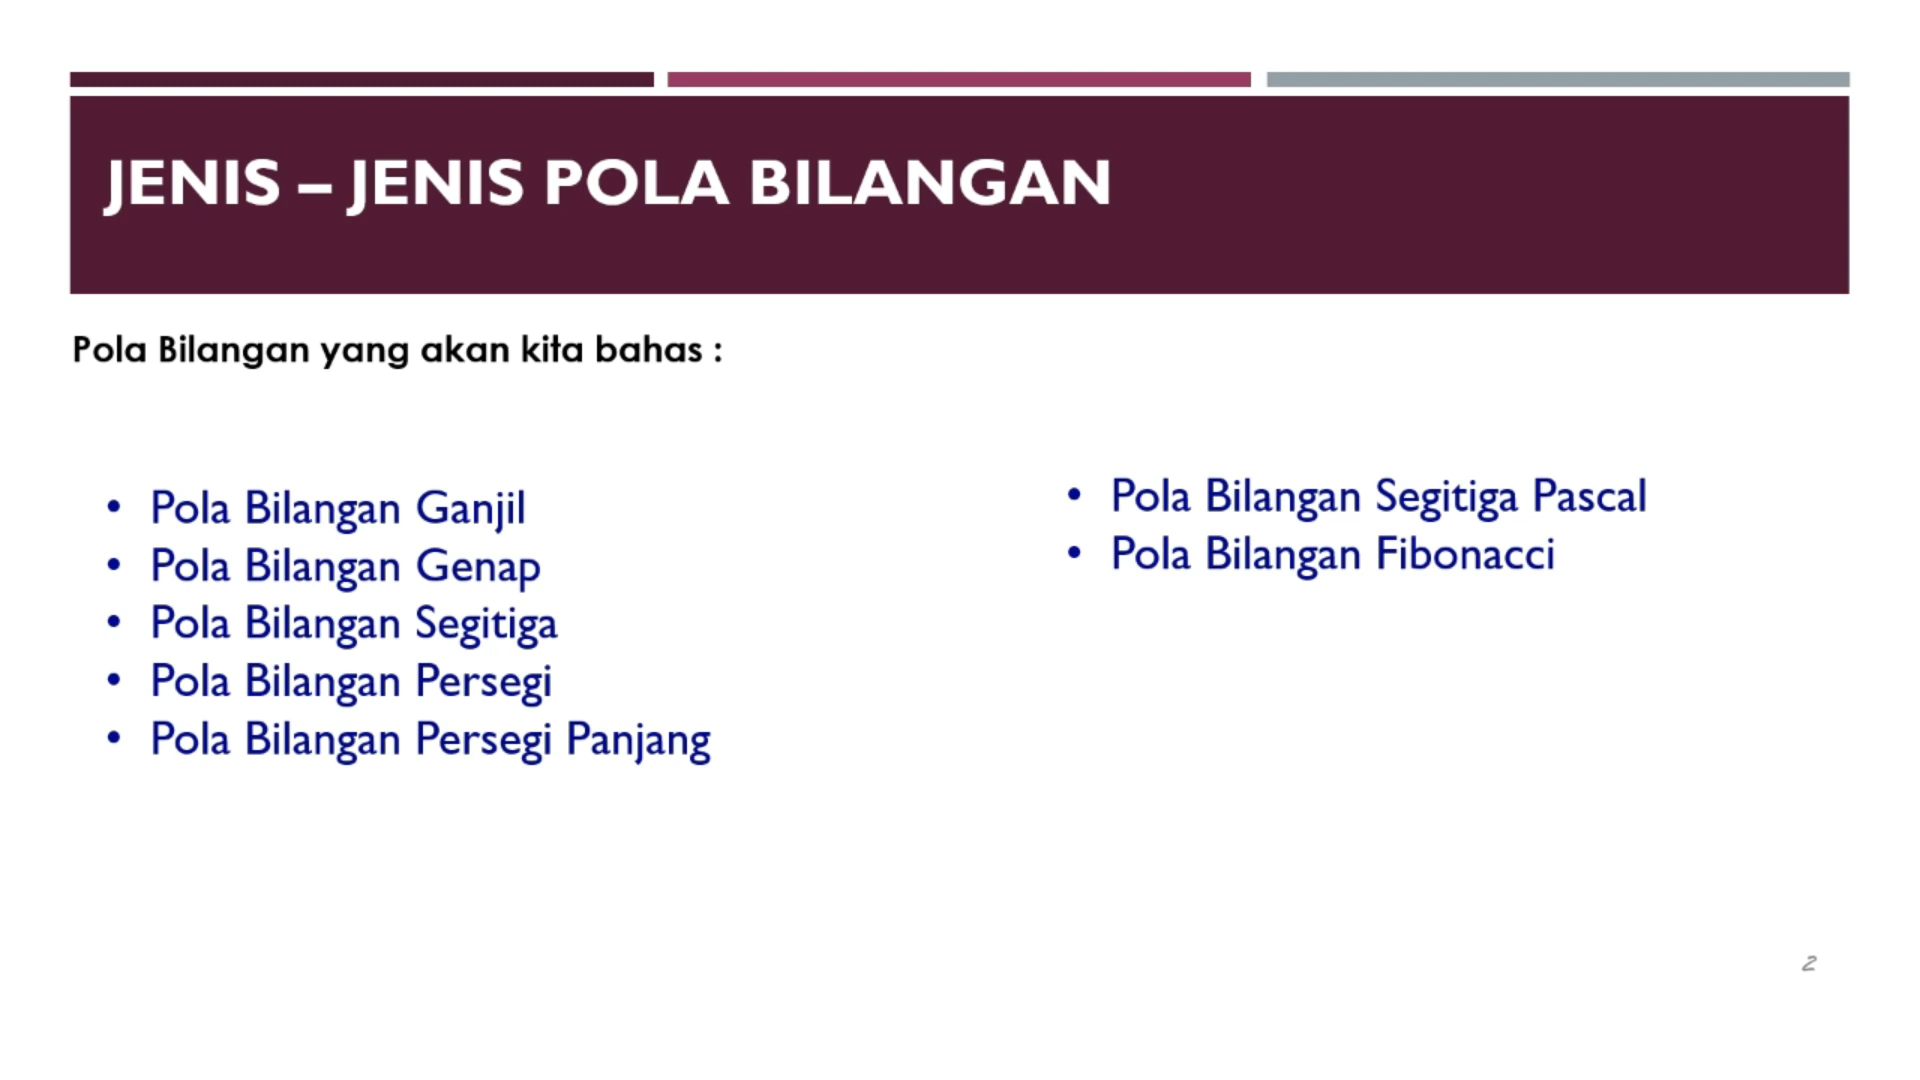 JENIS – JENIS POLA BILANGAN
Pola Bilangan yang akan kita bahas :
• Pola Bilangan Ganjil
• Pola Bilangan Genap
• Pola Bilangan Segitiga
• Pola Bilangan Persegi
• Pola Bilangan Persegi Panjang
• Pola Bilangan Segitiga Pascal
• Pola Bilangan Fibonacci
2